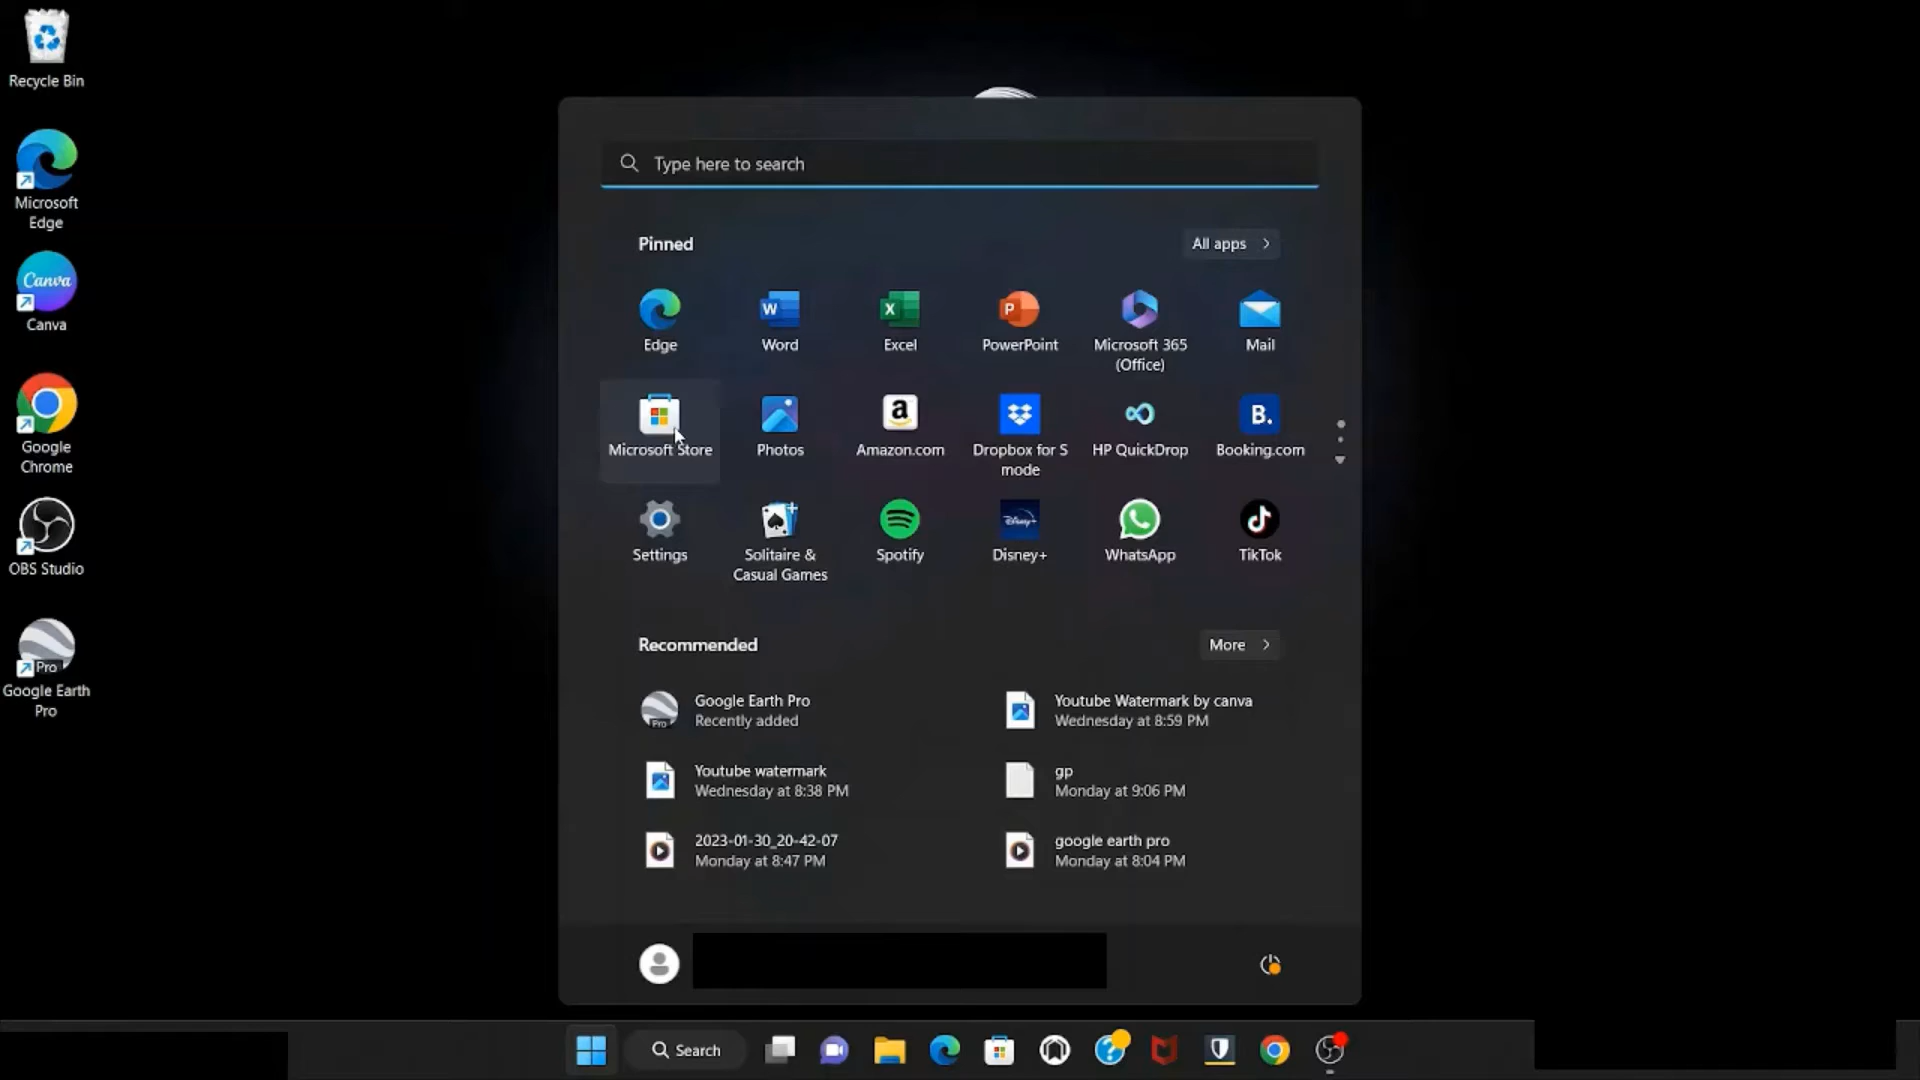 Recycle Bin
Microsoft
Edge
Canva
Canva
Google
Chrome
OBS Studio
Pro
Google Earth
Pro
Type here to search
Pinned
All apps
Edge
W
Word
X
Excel
P
PowerPoint
Microsoft 365
(Office)
Mail
Microsoft Store
Photos
a
Amazon.com
Dropbox for S
mode
HP QuickDrop
B.
Booking.com
Settings
Solitaire &
Casual Games
Spotify
Disney+
Disney+
WhatsApp
TikTok
Recommended
More
Pro
Google Earth Pro
Recently added
Youtube Watermark by canva
Wednesday at 8:59 PM
Youtube watermark
Wednesday at 8:38 PM
gp
Monday at 9:06 PM
2023-01-30_20-42-07
Monday at 8:47 PM
google earth pro
Monday at 8:04 PM
Search
?